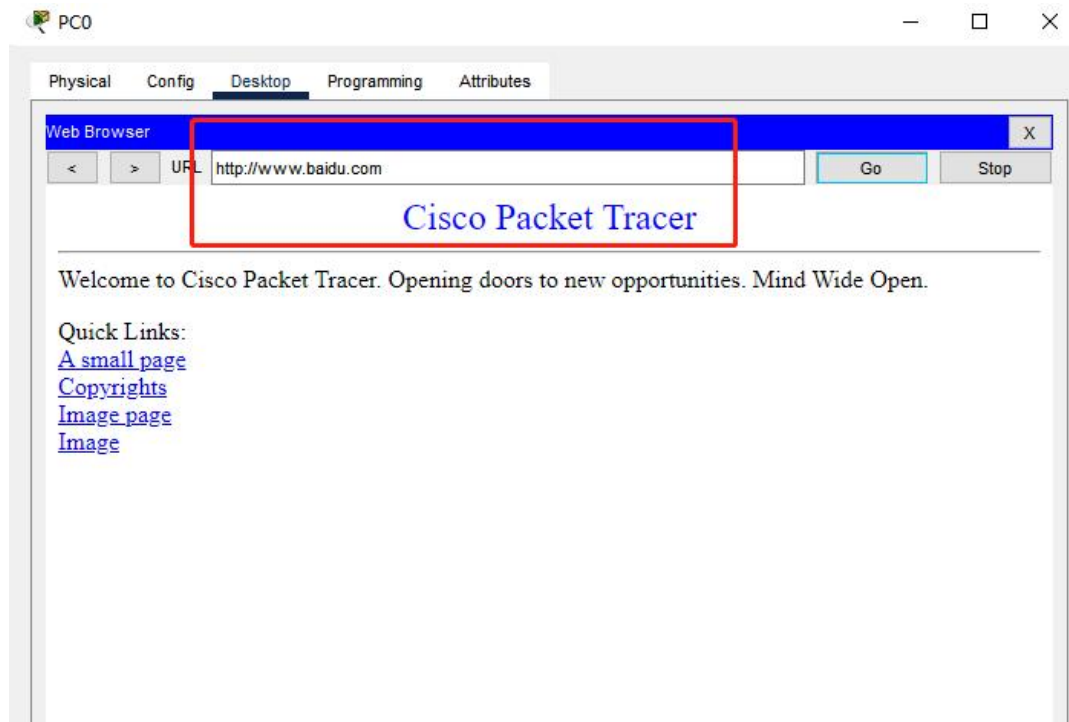 PC0
Physical Config Desktop Programming Attributes
Web Browser X
< > URL http://www.baidu.com Go Stop
Cisco Packet Tracer
Welcome to Cisco Packet Tracer. Opening doors to new opportunities. Mind Wide Open.
Quick Links:
A small page
Copyrights
Image page
Image